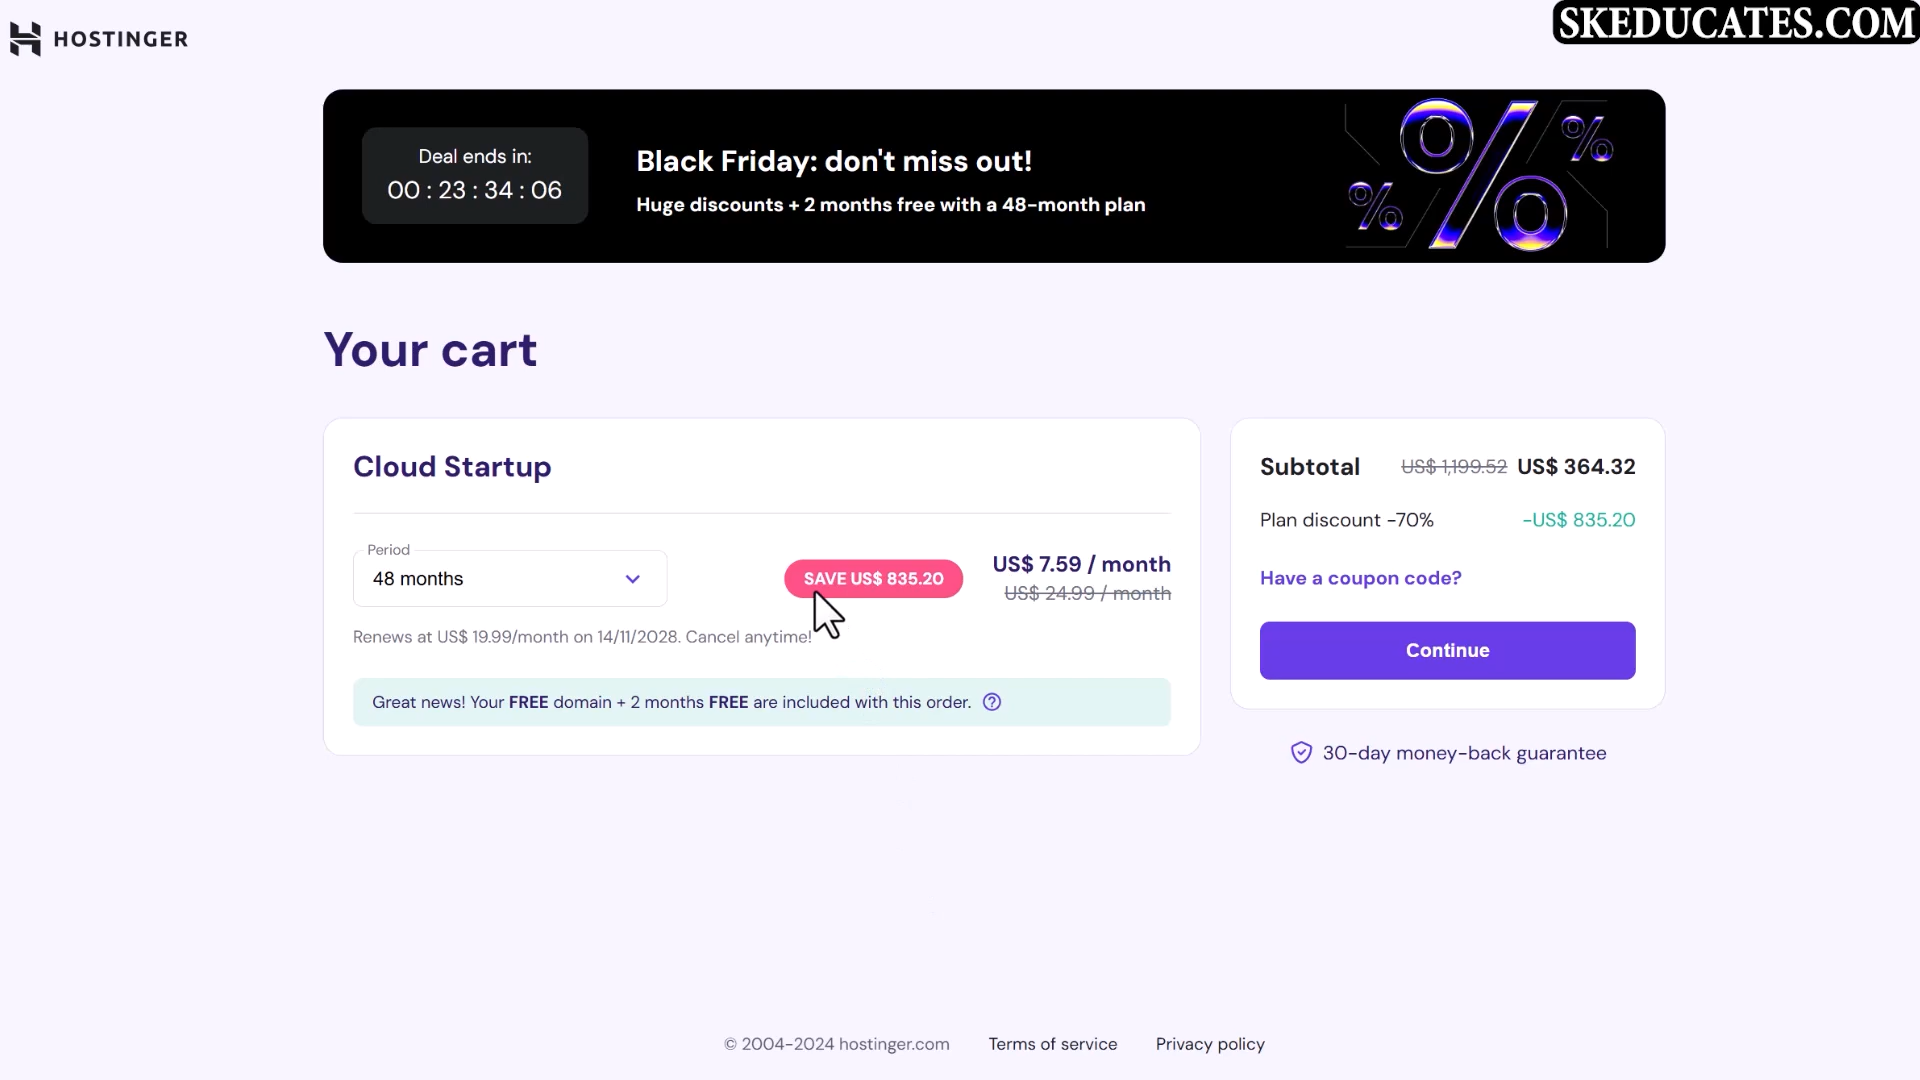 HOSTINGER
SKEDUCATES.COM
Deal ends in:
00 : 23 : 34 : 06
Black Friday: don't miss out!
Huge discounts + 2 months free with a 48-month plan
Your cart
Cloud Startup
Period
48 months
SAVE US$ 835.20
US$ 7.59 / month
US$ 24.99 / month
Renews at US$ 19.99/month on 14/11/2028. Cancel anytime!
Great news! Your FREE domain + 2 months FREE are included with this order.
Subtotal US$ 1,199.52 US$ 364.32
Plan discount -70% -US$ 835.20
Have a coupon code?
Continue
30-day money-back guarantee
© 2004-2024 hostinger.com Terms of service Privacy policy